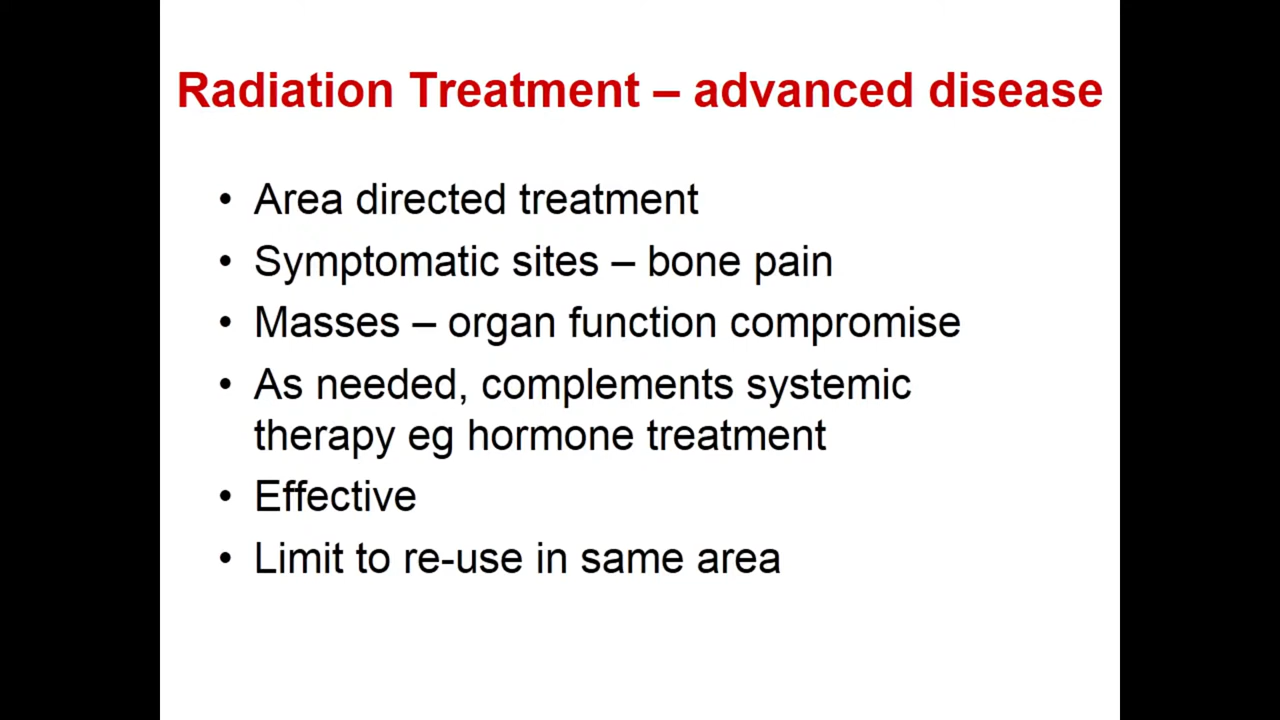 Radiation Treatment – advanced disease
• Area directed treatment
• Symptomatic sites – bone pain
• Masses – organ function compromise
• As needed, complements systemic
therapy eg hormone treatment
• Effective
• Limit to re-use in same area